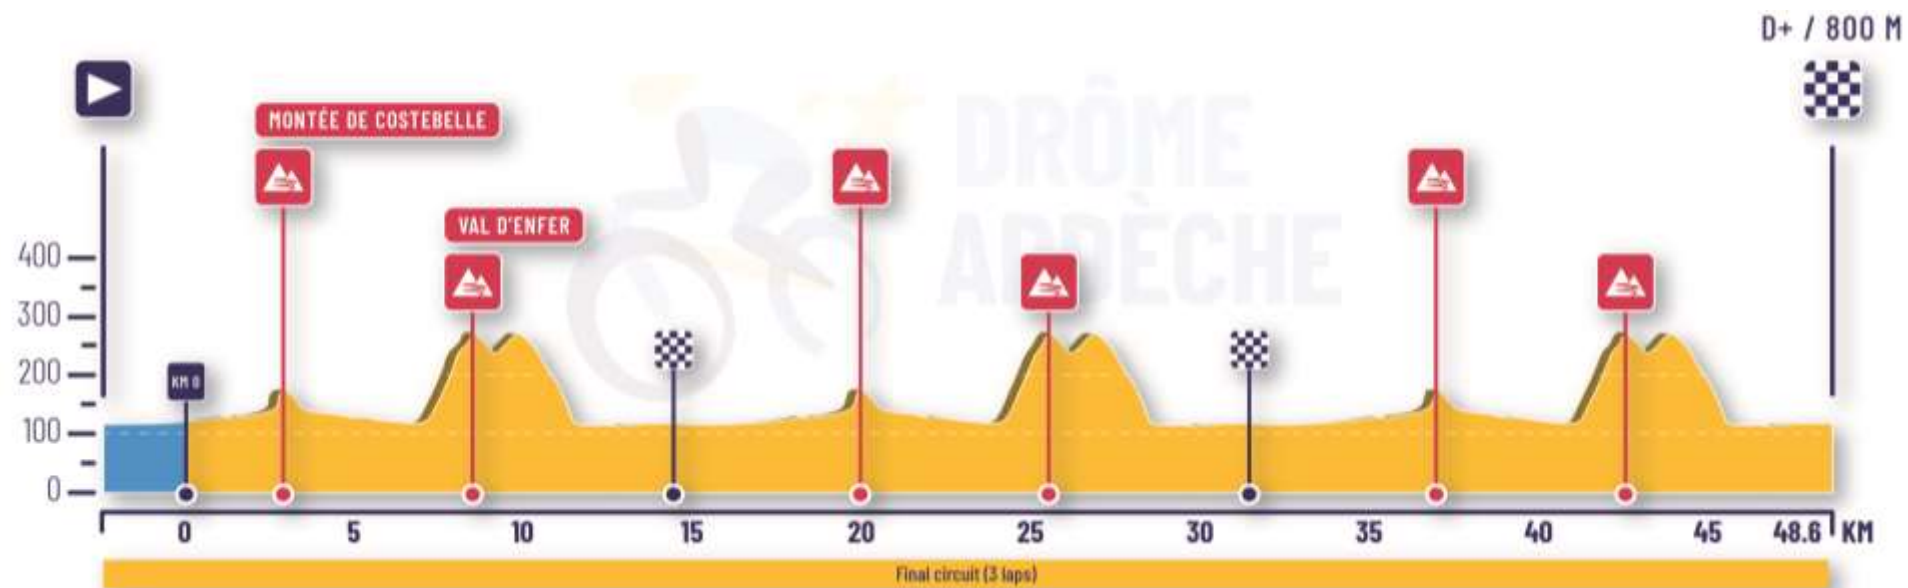 D+ / 800 M
MONTÉE DE COSTEBELLE
VAL D'ENFER
DRÔME
ARDÈCHE
400
300
200
100
0
KM 0
0 5 10 15 20 25 30 35 40 45 48.6 KM
Final circuit (3 laps)